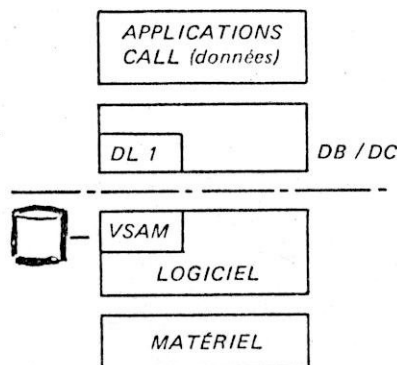 APPLICATIONS
CALL (données)
DL 1
DB / DC
VSAM
LOGICIEL
MATÉRIEL